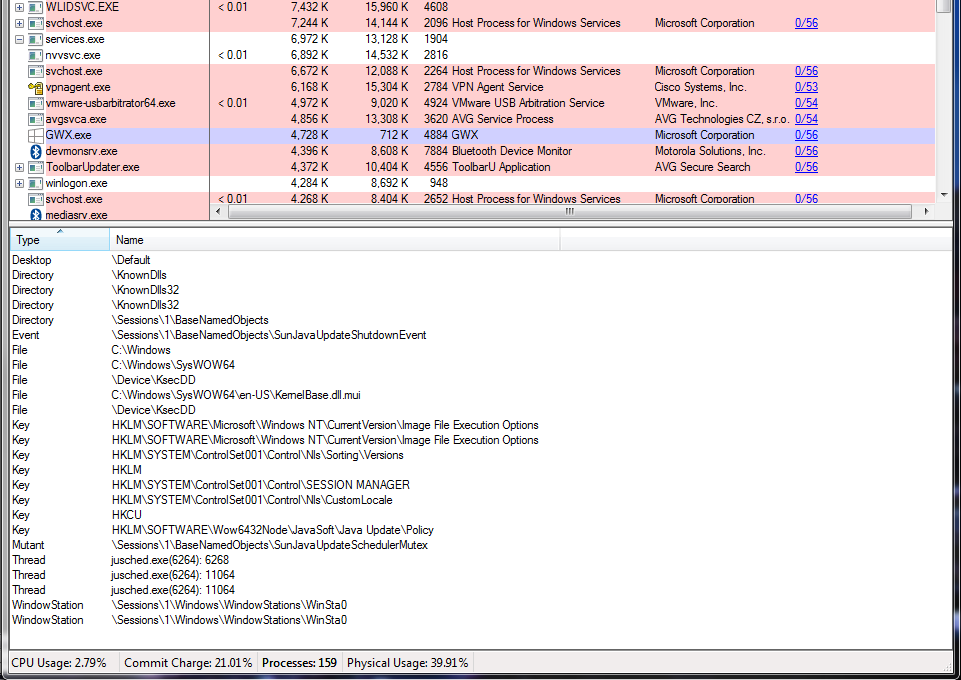 WLIDSVC.EXE < 0.01 7,432 K 15,960 K 4608
svchost.exe 7,244 K 14,144 K 2096 Host Process for Windows Services Microsoft Corporation 0/56
services.exe 6,972 K 13,128 K 1904
nvvsvc.exe < 0.01 6,892 K 14,532 K 2816
svchost.exe 6,672 K 12,088 K 2264 Host Process for Windows Services Microsoft Corporation 0/56
vpnagent.exe 6,168 K 15,304 K 2784 VPN Agent Service Cisco Systems, Inc. 0/53
vmware-usbarbitrator64.exe < 0.01 4,972 K 9,020 K 4924 VMware USB Arbitration Service VMware, Inc. 0/54
avgsvca.exe 4,856 K 13,308 K 3620 AVG Service Process AVG Technologies CZ, s.r.o. 0/54
GWX.exe 4,728 K 712 K 4884 GWX Microsoft Corporation 0/56
devmonsrv.exe 4,396 K 8,608 K 7884 Bluetooth Device Monitor Motorola Solutions, Inc. 0/56
ToolbarUpdater.exe 4,372 K 10,404 K 4556 ToolbarU Application AVG Secure Search 0/56
winlogon.exe 4,284 K 8,692 K 948
svchost.exe < 0.01 4,268 K 8,404 K 2652 Host Process for Windows Services Microsoft Corporation 0/56
mediasrv.exe
Type Name
Desktop \Default
Directory \KnownDlls
Directory \KnownDlls32
Directory \KnownDlls32
Directory \Sessions\1\BaseNamedObjects
Event \Sessions\1\BaseNamedObjects\SunJavaUpdateShutdownEvent
File C:\Windows
File C:\Windows\SysWOW64
File \Device\KsecDD
File C:\Windows\SysWOW64\en-US\KernelBase.dll.mui
File \Device\KsecDD
Key HKLM\SOFTWARE\Microsoft\Windows NT\CurrentVersion\Image File Execution Options
Key HKLM\SOFTWARE\Microsoft\Windows NT\CurrentVersion\Image File Execution Options
Key HKLM\SYSTEM\ControlSet001\Control\Nls\Sorting\Versions
Key HKLM
Key HKLM\SYSTEM\ControlSet001\Control\SESSION MANAGER
Key HKLM\SYSTEM\ControlSet001\Control\Nls\CustomLocale
Key HKCU
Key HKLM\SOFTWARE\Wow6432Node\JavaSoft\Java Update\Policy
Mutant \Sessions\1\BaseNamedObjects\SunJavaUpdateSchedulerMutex
Thread jusched.exe(6264): 6268
Thread jusched.exe(6264): 11064
Thread jusched.exe(6264): 11064
WindowStation \Sessions\1\Windows\WindowStations\WinSta0
WindowStation \Sessions\1\Windows\WindowStations\WinSta0
CPU Usage: 2.79% Commit Charge: 21.01% Processes: 159 Physical Usage: 39.91%